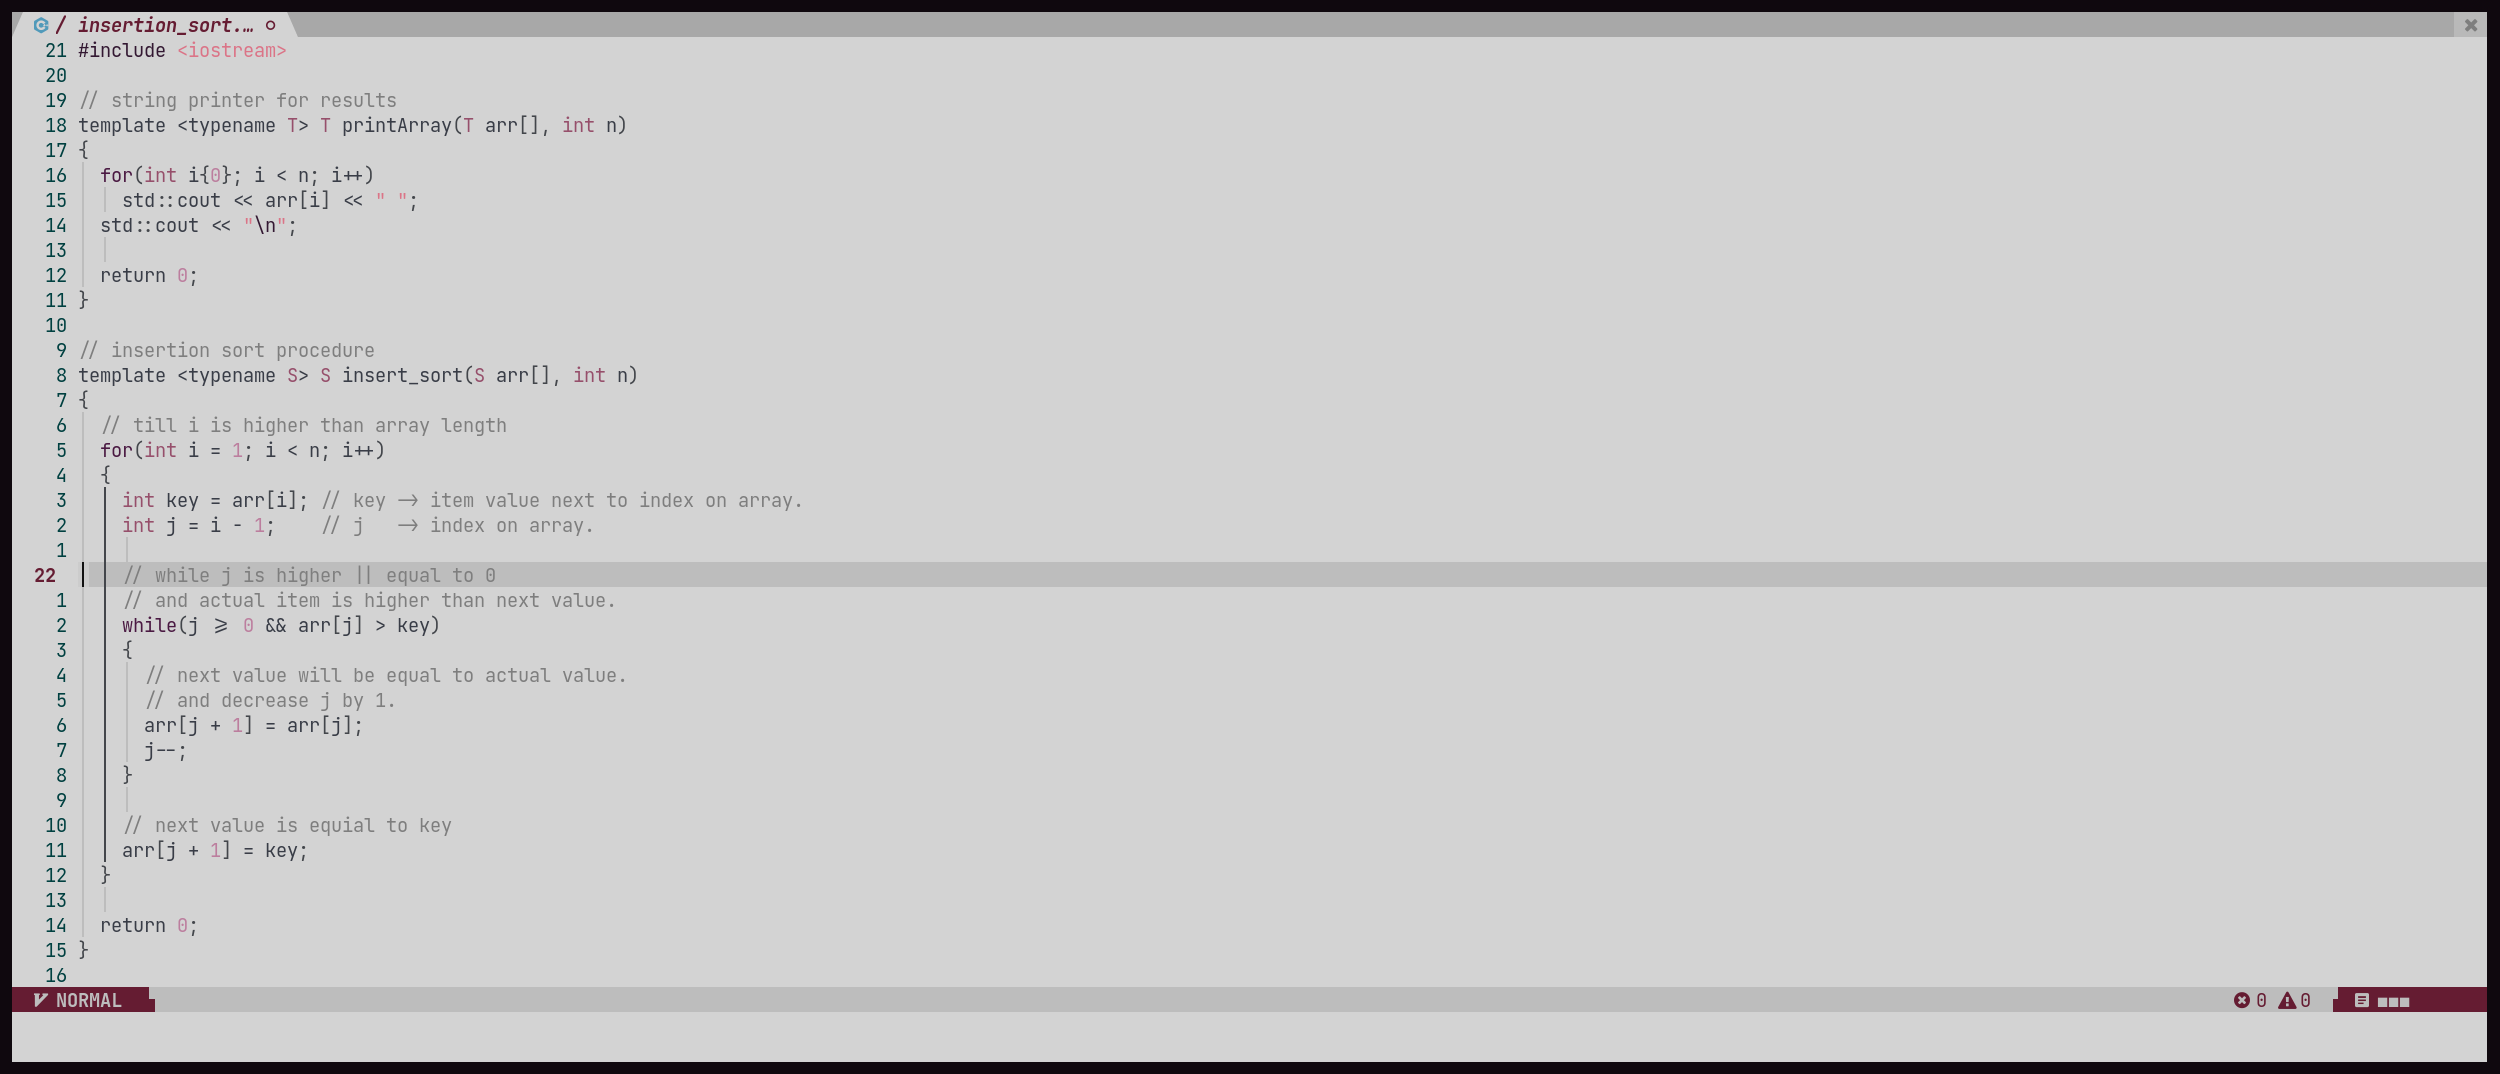 / insertion_sort.…
21 #include <iostream>
20
19 // string printer for results
18 template <typename T> T printArray(T arr[], int n)
17 {
16   for(int i{0}; i < n; i++)
15     std::cout << arr[i] << " ";
14   std::cout << "\n";
13
12   return 0;
11 }
10
9 // insertion sort procedure
8 template <typename S> S insert_sort(S arr[], int n)
7 {
6   // till i is higher than array length
5   for(int i = 1; i < n; i++)
4   {
3     int key = arr[i]; // key -> item value next to index on array.
2     int j = i - 1;    // j   -> index on array.
1
22     // while j is higher || equal to 0
1     // and actual item is higher than next value.
2     while(j >= 0 && arr[j] > key)
3     {
4       // next value will be equal to actual value.
5       // and decrease j by 1.
6       arr[j + 1] = arr[j];
7       j--;
8     }
9
10     // next value is equial to key
11     arr[j + 1] = key;
12   }
13
14   return 0;
15 }
16
NORMAL 0 0